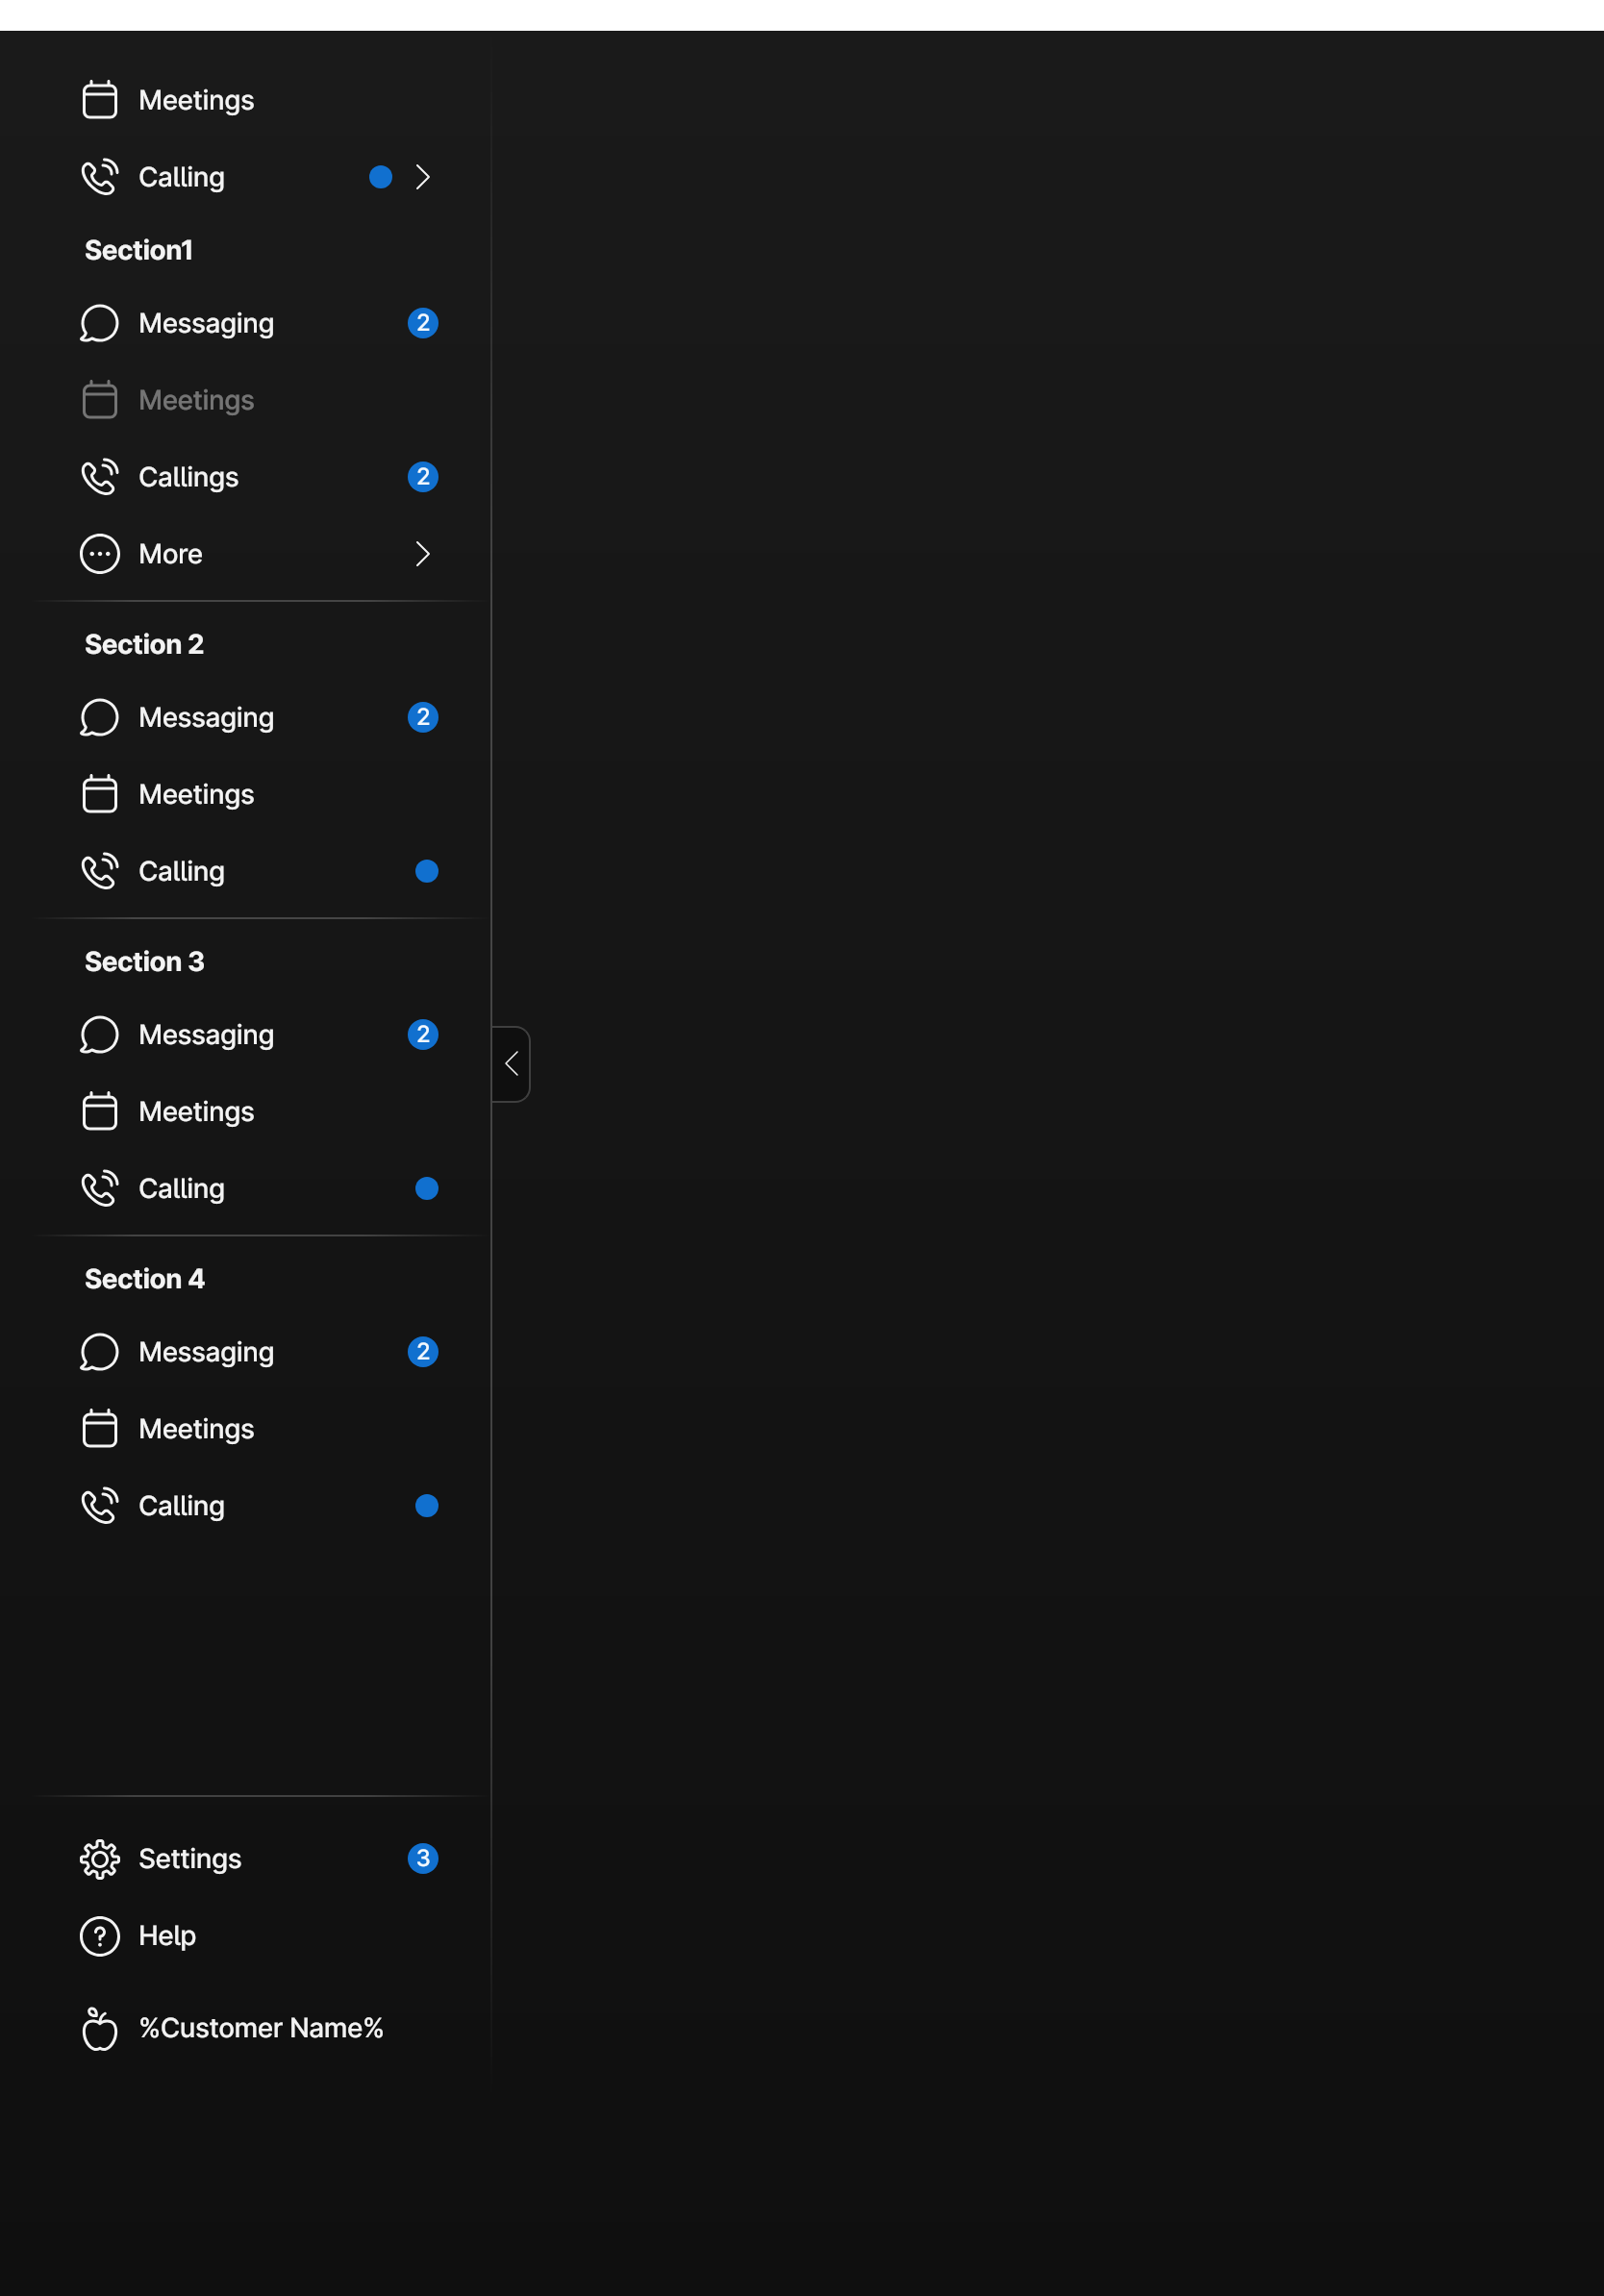 Meetings
Calling
Section1
Messaging 2
Meetings
Callings 2
More
Section 2
Messaging 2
Meetings
Calling
Section 3
Messaging 2
Meetings
Calling
Section 4
Messaging 2
Meetings
Calling
Settings 3
Help
%Customer Name%